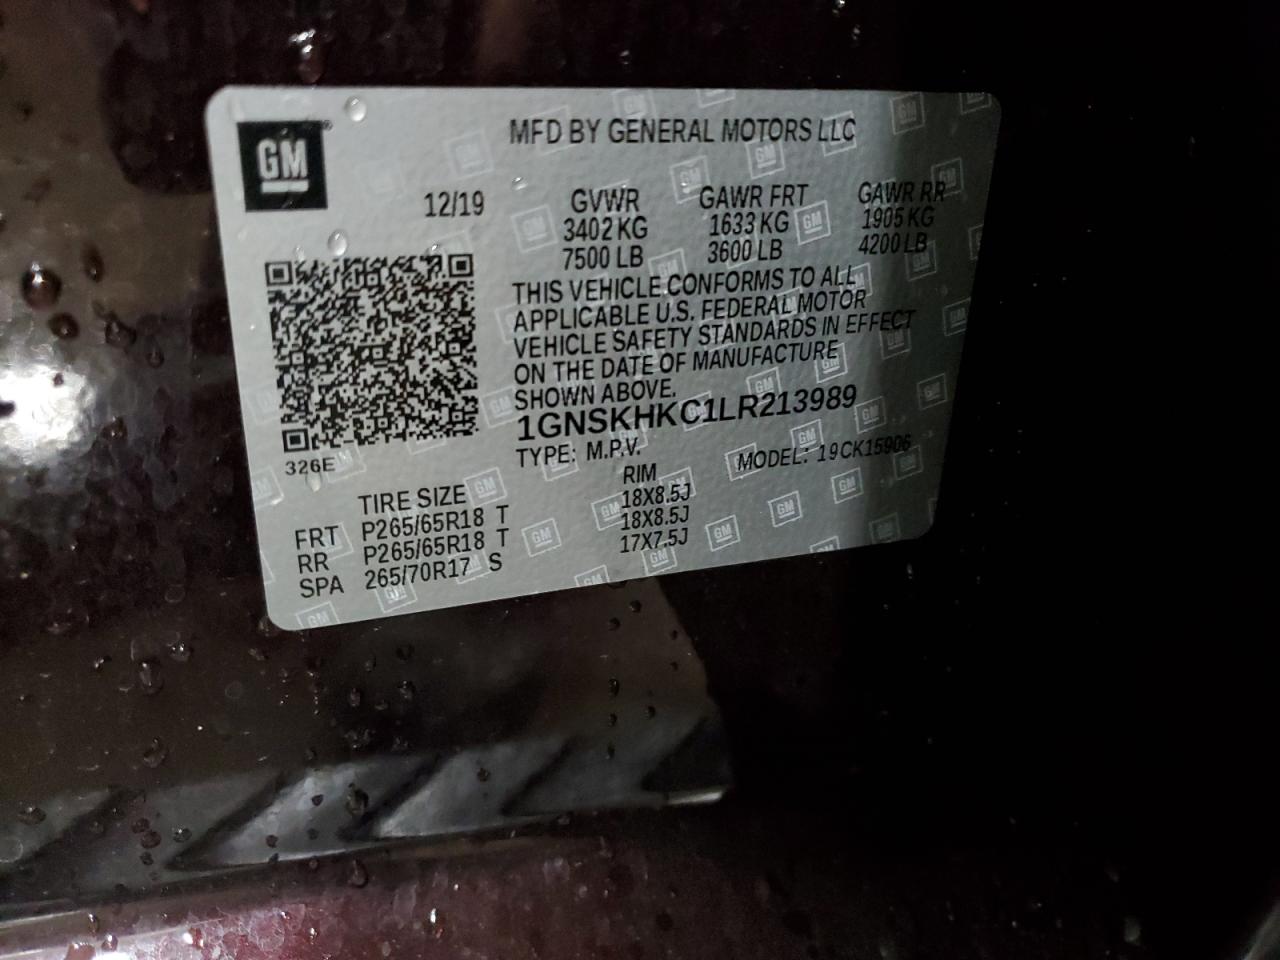 GM
MFD BY GENERAL MOTORS LLC
12/19
GVWR GAWR FRT GAWR RR
3402 KG 1633 KG 1905 KG
7500 LB 3600 LB 4200 LB
THIS VEHICLE CONFORMS TO ALL
APPLICABLE U.S. FEDERAL MOTOR
VEHICLE SAFETY STANDARDS IN EFFECT
ON THE DATE OF MANUFACTURE
SHOWN ABOVE.
1GNSKHKC1LR213989
326E
TYPE: M.P.V. MODEL: 19CK15906
TIRE SIZE RIM
FRT P265/65R18 T 18X8.5J
RR P265/65R18 T 18X8.5J
SPA 265/70R17 S 17X7.5J